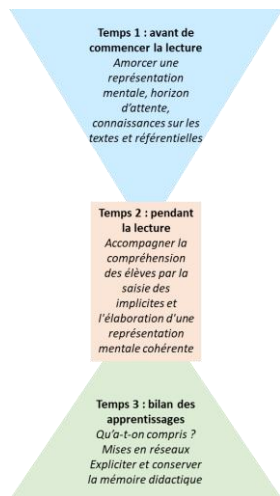 Temps 1 : avant de
commencer la lecture
Amorcer une
représentation
mentale, horizon
d'attente,
connaissances sur les
textes et référentielles
Temps 2 : pendant
la lecture
Accompagner la
compréhension
des élèves par la
saisie des
implicites et
l'élaboration d'une
représentation
mentale cohérente
Temps 3 : bilan des
apprentissages
Qu'a-t-on compris ?
Mises en réseaux
Expliciter et conserver
la mémoire didactique